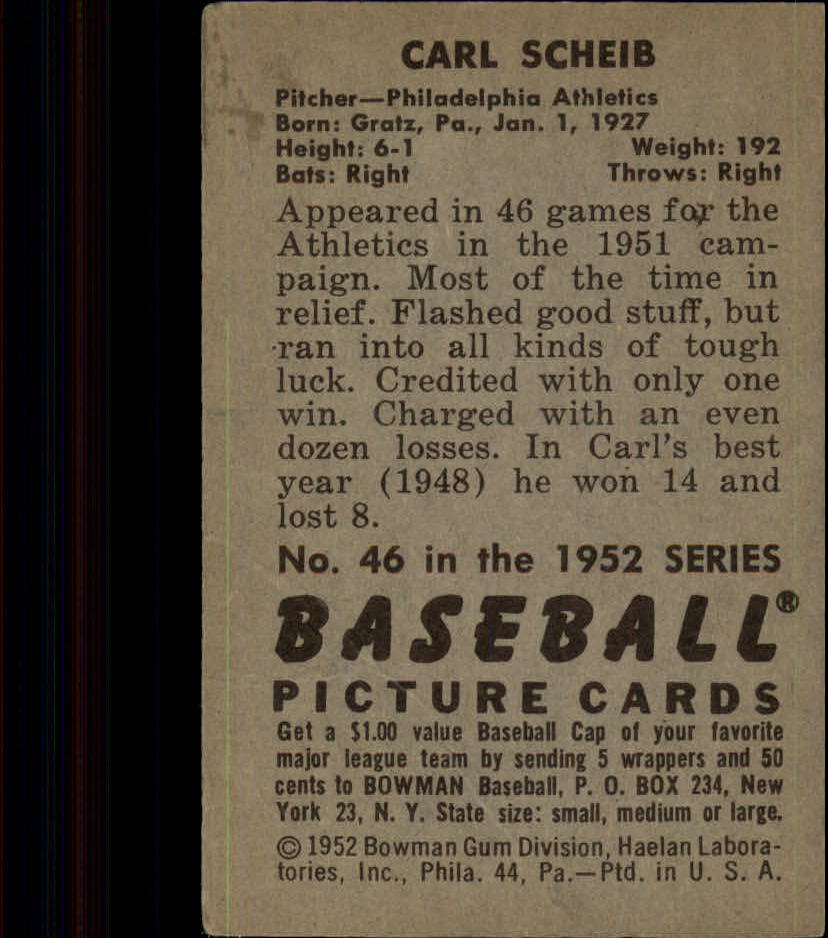 CARL SCHEIB
Pitcher—Philadelphia Athletics
Born: Gratz, Pa., Jan. 1, 1927
Height: 6-1 Weight: 192
Bats: Right Throws: Right
Appeared in 46 games for the
Athletics in the 1951 cam-
paign. Most of the time in
relief. Flashed good stuff, but
ran into all kinds of tough
luck. Credited with only one
win. Charged with an even
dozen losses. In Carl's best
year (1948) he won 14 and
lost 8.
No. 46 in the 1952 SERIES
BASEBALL®
PICTURE CARDS
Get a $1.00 value Baseball Cap of your favorite
major league team by sending 5 wrappers and 50
cents to BOWMAN Baseball, P. O. BOX 234, New
York 23, N. Y. State size: small, medium or large.
© 1952 Bowman Gum Division, Haelan Labora-
tories, Inc., Phila. 44, Pa.—Ptd. in U. S. A.